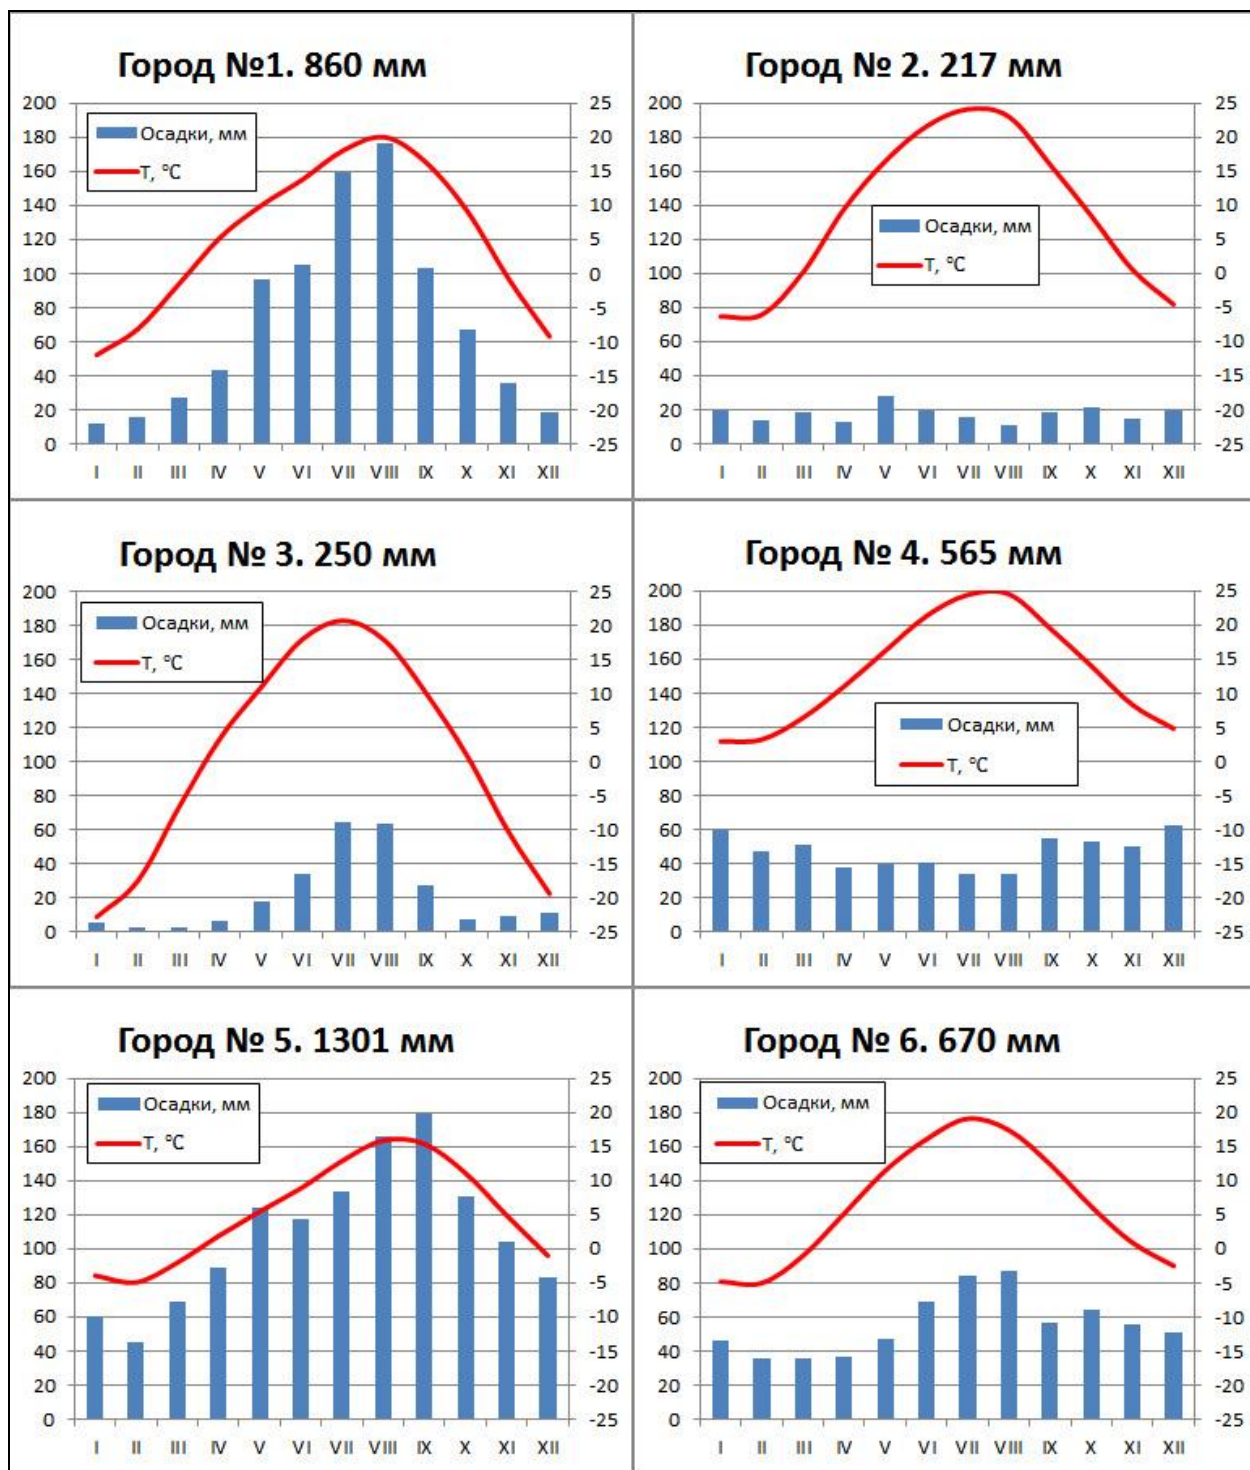 Город №1. 860 мм
200 180 160 140 120 100 80 60 40 20 0
Осадки, мм
T, °C
25 20 15 10 5 0 -5 -10 -15 -20 -25
I II III IV V VI VII VIII IX X XI XII
Город № 2. 217 мм
200 180 160 140 120 100 80 60 40 20 0
Осадки, мм
T, °C
25 20 15 10 5 0 -5 -10 -15 -20 -25
I II III IV V VI VII VIII IX X XI XII
Город № 3. 250 мм
200 180 160 140 120 100 80 60 40 20 0
Осадки, мм
T, °C
25 20 15 10 5 0 -5 -10 -15 -20 -25
I II III IV V VI VII VIII IX X XI XII
Город № 4. 565 мм
200 180 160 140 120 100 80 60 40 20 0
Осадки, мм
T, °C
25 20 15 10 5 0 -5 -10 -15 -20 -25
I II III IV V VI VII VIII IX X XI XII
Город № 5. 1301 мм
200 180 160 140 120 100 80 60 40 20 0
Осадки, мм
T, °C
25 20 15 10 5 0 -5 -10 -15 -20 -25
I II III IV V VI VII VIII IX X XI XII
Город № 6. 670 мм
200 180 160 140 120 100 80 60 40 20 0
Осадки, мм
T, °C
25 20 15 10 5 0 -5 -10 -15 -20 -25
I II III IV V VI VII VIII IX X XI XII